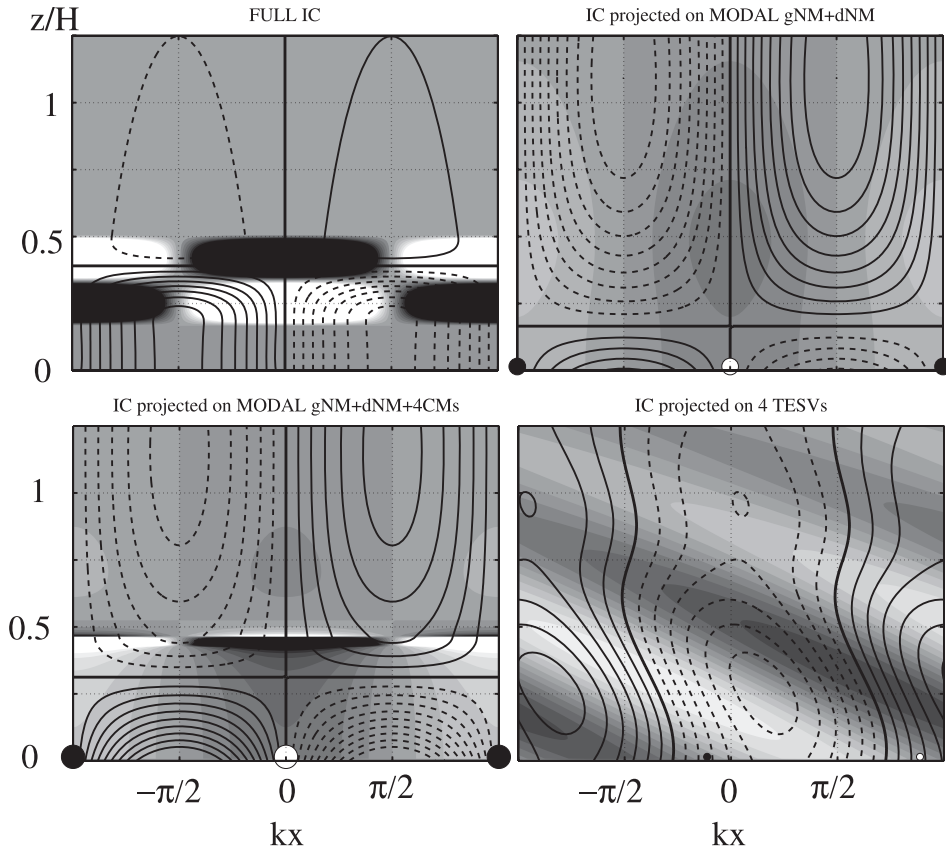 z/H
FULL IC
IC projected on MODAL gNM+dNM
1
0.5
0
IC projected on MODAL gNM+dNM+4CMs
IC projected on 4 TESVs
1
0.5
0
−π/2 0 π/2
−π/2 0 π/2
kx
kx